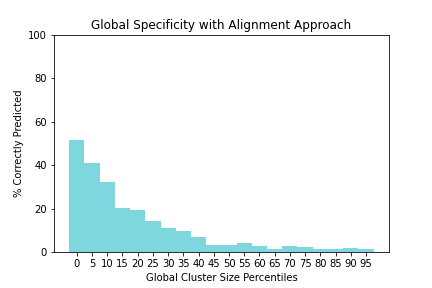 Global Specificity with Alignment Approach
100
80
60
40
20
0
% Correctly Predicted
0 5 10 15 20 25 30 35 40 45 50 55 60 65 70 75 80 85 90 95
Global Cluster Size Percentiles